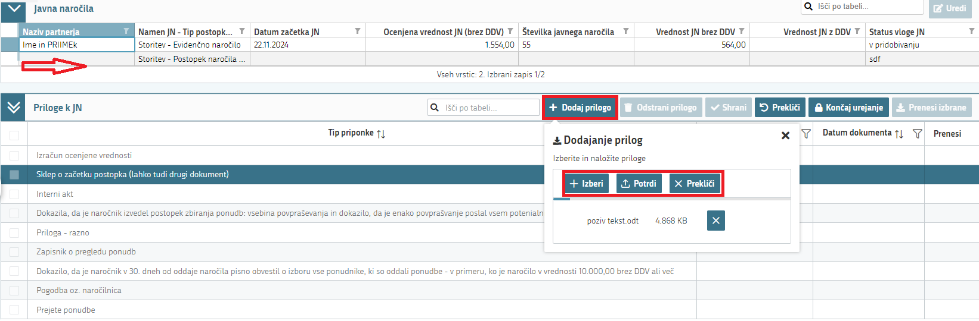 Javna naročila
Išči po tabeli...
Uredi
Naziv partnerja
Namen JN - Tip postopk...
Datum začetka JN
Ocenjena vrednost JN (brez DDV)
Številka javnega naročila
Vrednost JN brez DDV
Vrednost JN z DDV
Status vloge JN
Ime in PRIIMEk
Storitev - Evidenčno naročilo
22.11.2024
1.554,00
55
564,00
v pridobivanju
Storitev - Postopek naročila ...
sdf
Vseh vrstic: 2. Izbrani zapis 1/2
Priloge k JN
Išči po tabeli...
Dodaj prilogo
Odstrani prilogo
Shrani
Prekliči
Končaj urejanje
Prenesi izbrane
Tip priponke
Datum dokumenta
Prenesi
Dodajanje prilog
Izberite in naložite priloge
Izberi
Potrdi
Prekliči
poziv tekst.odt
4.868 KB
Izračun ocenjene vrednosti
Sklep o začetku postopka (lahko tudi drugi dokument)
Interni akt
Dokazila, da je naročnik izvedel postopek zbiranja ponudb: vsebina povpraševanja in dokazilo, da je enako povpraševanje poslal vsem potenialn
Priloga - razno
Zapisnik o pregledu ponudb
Dokazilo, da je naročnik v 30. dneh od oddaje naročila pisno obvestil o izboru vse ponudnike, ki so oddali ponudbe - v primeru, ko je naročilo v vrednosti 10.000,00 brez DDV ali več
Pogodba oz. naročilnica
Prejete ponudbe